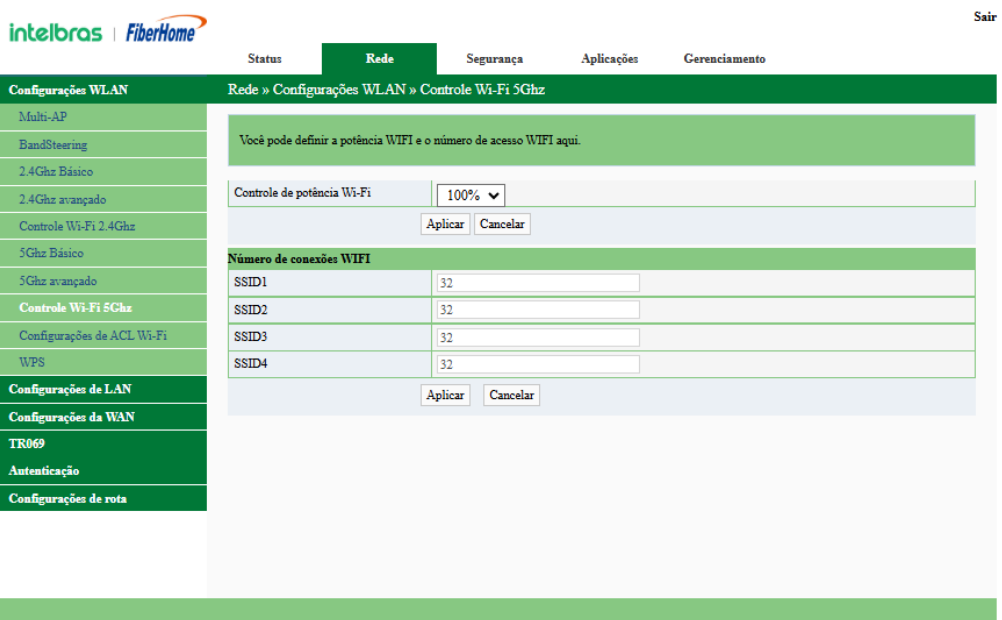 Sair
intelbras | FiberHome
Status Rede Segurança Aplicações Gerenciamento
Configurações WLAN
Rede » Configurações WLAN » Controle Wi-Fi 5Ghz
Multi-AP
BandSteering
2.4Ghz Básico
2.4Ghz avançado
Controle Wi-Fi 2.4Ghz
5Ghz Básico
5Ghz avançado
Controle Wi-Fi 5Ghz
Configurações de ACL Wi-Fi
WPS
Configurações de LAN
Configurações da WAN
TR069
Autenticação
Configurações de rota
Você pode definir a potência WIFI e o número de acesso WIFI aqui.
Controle de potência Wi-Fi 100%
Aplicar Cancelar
Número de conexões WIFI
SSID1 32
SSID2 32
SSID3 32
SSID4 32
Aplicar Cancelar